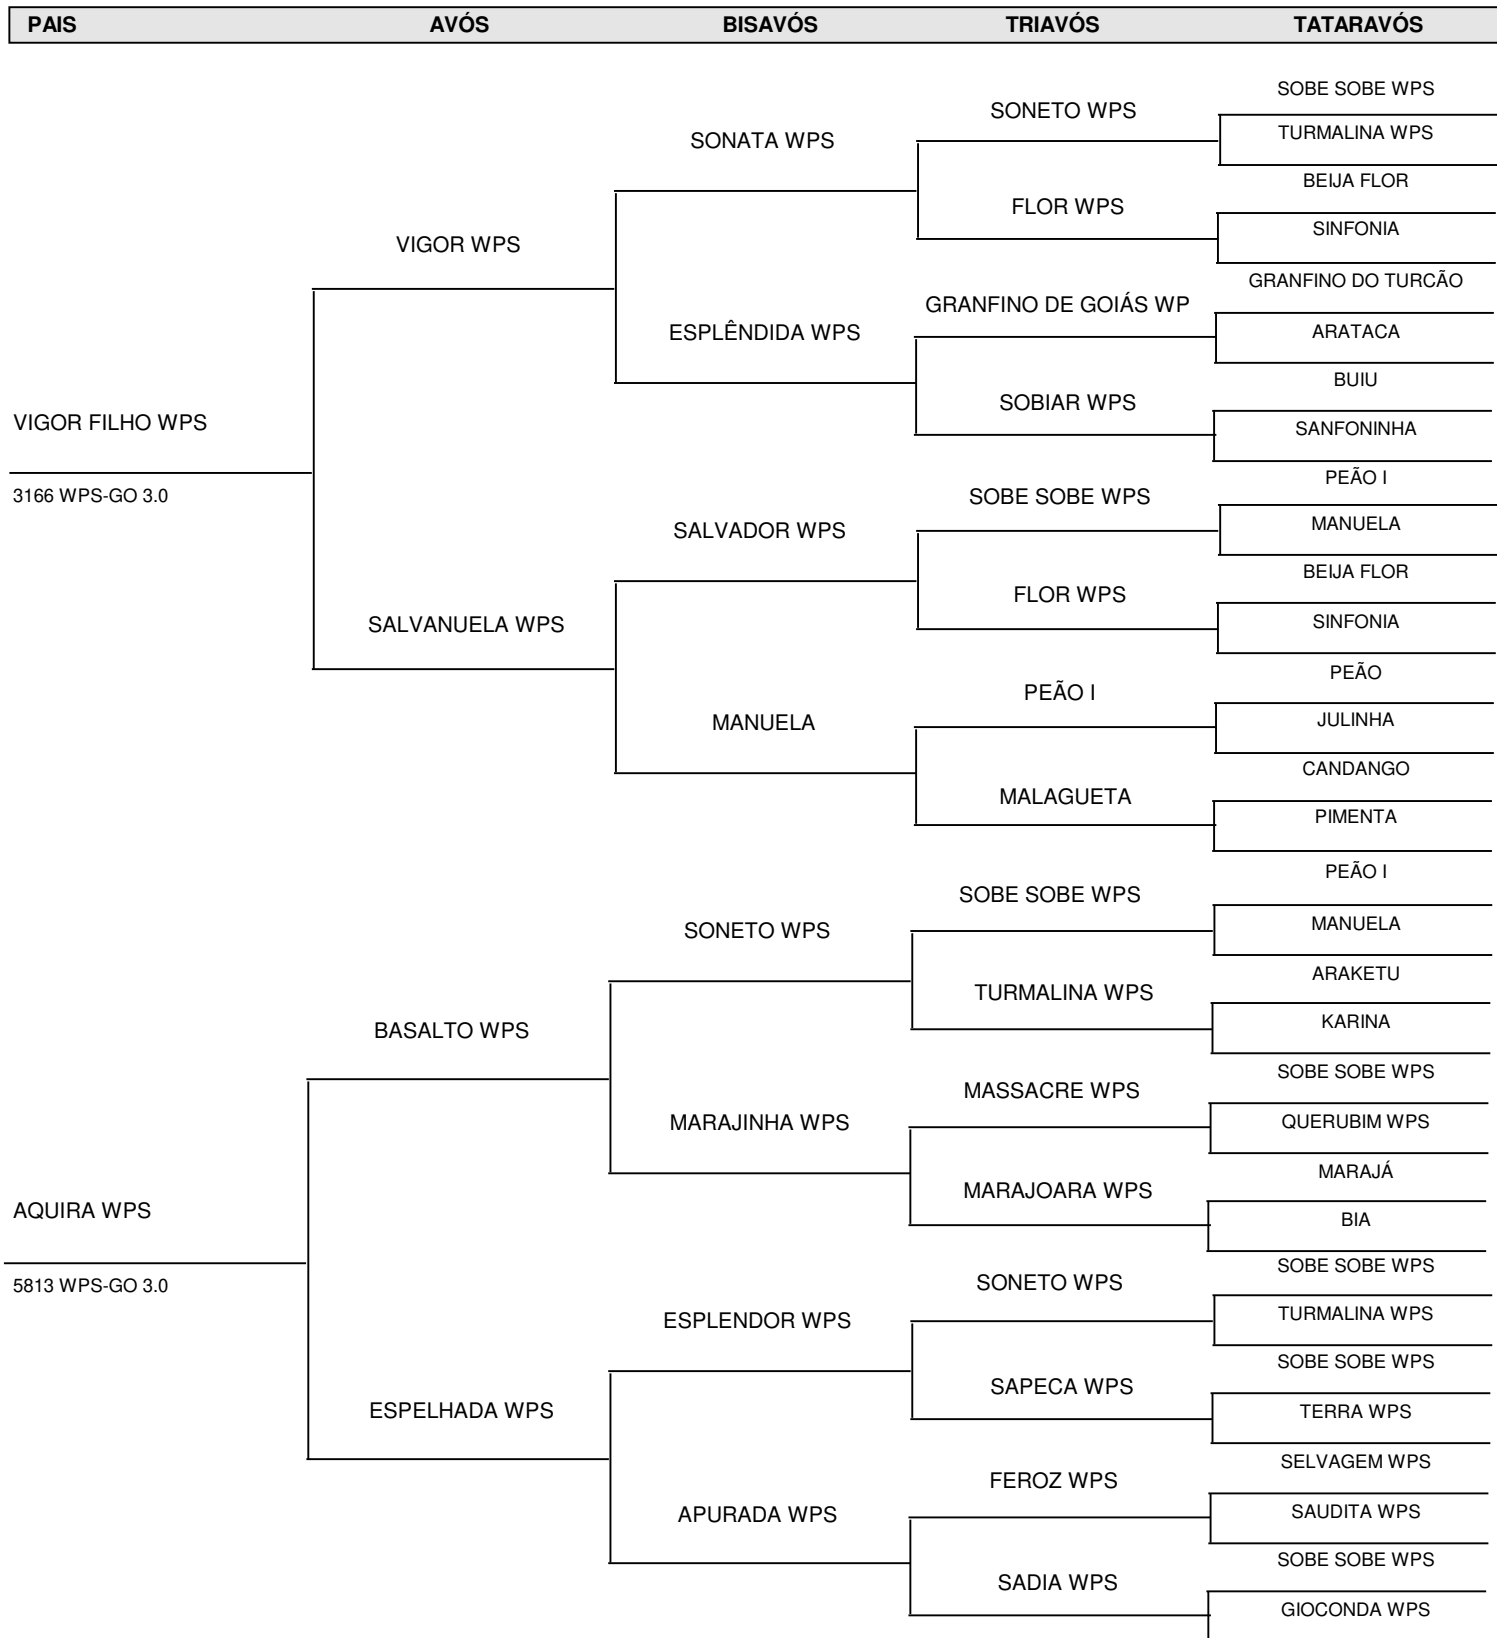 PAIS AVÓS BISAVÓS TRIAVÓS TATARAVÓS
SOBE SOBE WPS
SONETO WPS
TURMALINA WPS
SONATA WPS
BEIJA FLOR
FLOR WPS
SINFONIA
VIGOR WPS
GRANFINO DO TURCÃO
GRANFINO DE GOIÁS WP
ARATACA
ESPLÊNDIDA WPS
BUIU
SOBIAR WPS
SANFONINHA
VIGOR FILHO WPS
PEÃO I
3166 WPS-GO 3.0
SOBE SOBE WPS
MANUELA
SALVADOR WPS
BEIJA FLOR
FLOR WPS
SINFONIA
SALVANUELA WPS
PEÃO
PEÃO I
JULINHA
MANUELA
CANDANGO
MALAGUETA
PIMENTA
PEÃO I
SOBE SOBE WPS
MANUELA
SONETO WPS
ARAKETU
TURMALINA WPS
KARINA
BASALTO WPS
SOBE SOBE WPS
MASSACRE WPS
QUERUBIM WPS
MARAJINHA WPS
MARAJÁ
MARAJOARA WPS
BIA
AQUIRA WPS
SOBE SOBE WPS
5813 WPS-GO 3.0
SONETO WPS
TURMALINA WPS
ESPLENDOR WPS
SOBE SOBE WPS
SAPECA WPS
TERRA WPS
ESPELHADA WPS
SELVAGEM WPS
FEROZ WPS
SAUDITA WPS
APURADA WPS
SOBE SOBE WPS
SADIA WPS
GIOCONDA WPS